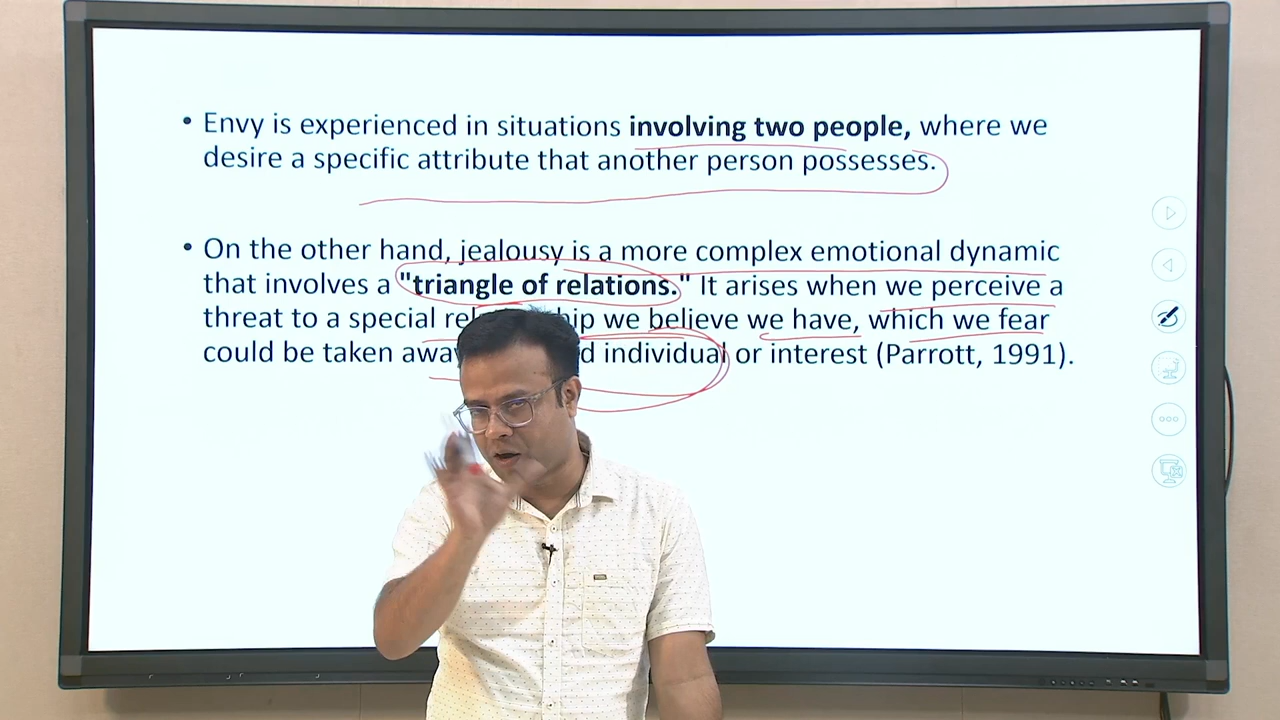 • Envy is experienced in situations involving two people, where we
desire a specific attribute that another person possesses.
• On the other hand, jealousy is a more complex emotional dynamic
that involves a "triangle of relations." It arises when we perceive a
threat to a special we believe we have, which we fear
could be taken individual or interest (Parrott, 1991).